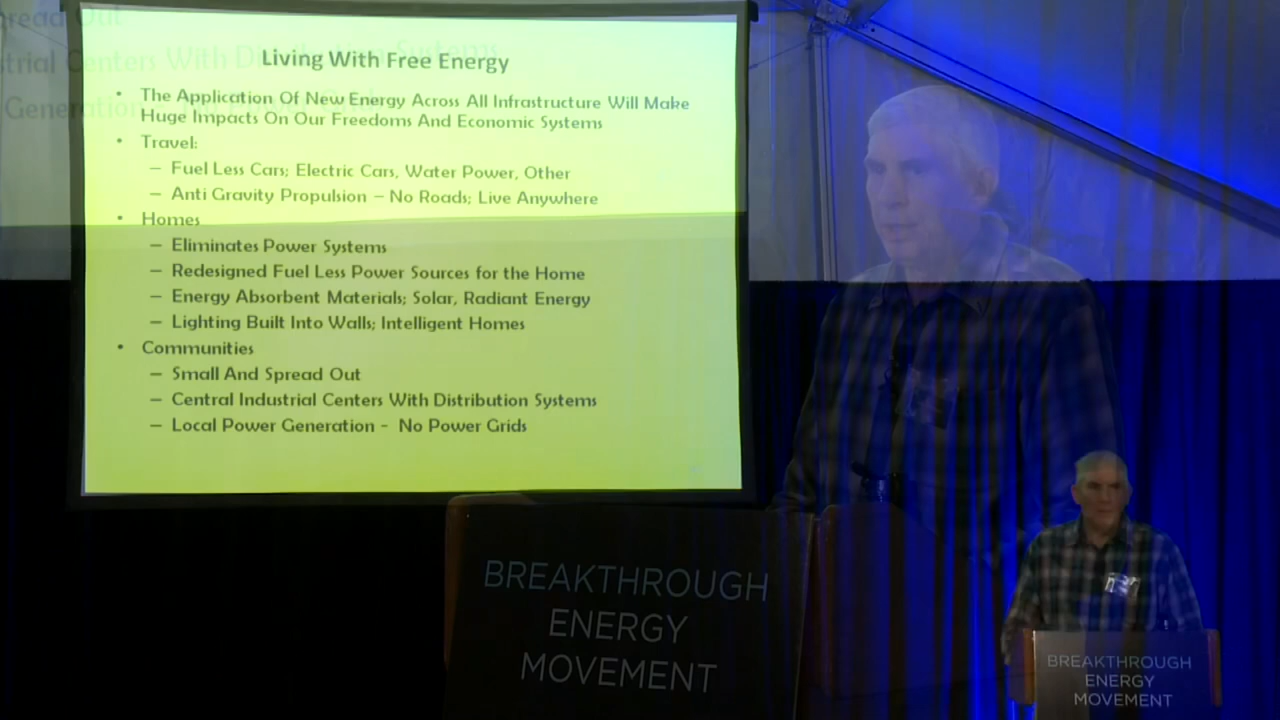 Living With Free Energy
• The Application Of New Energy Across All Infrastructure Will Make
Huge Impacts On Our Freedoms And Economic Systems
• Travel:
– Fuel Less Cars; Electric Cars, Water Power, Other
– Anti Gravity Propulsion – No Roads; Live Anywhere
• Homes
– Eliminates Power Systems
– Redesigned Fuel Less Power Sources for the Home
– Energy Absorbent Materials; Solar, Radiant Energy
– Lighting Built Into Walls; Intelligent Homes
• Communities
– Small And Spread Out
– Central Industrial Centers With Distribution Systems
– Local Power Generation - No Power Grids
BREAKTHROUGH
ENERGY
MOVEMENT
BREAKTHROUGH
ENERGY
MOVEMENT